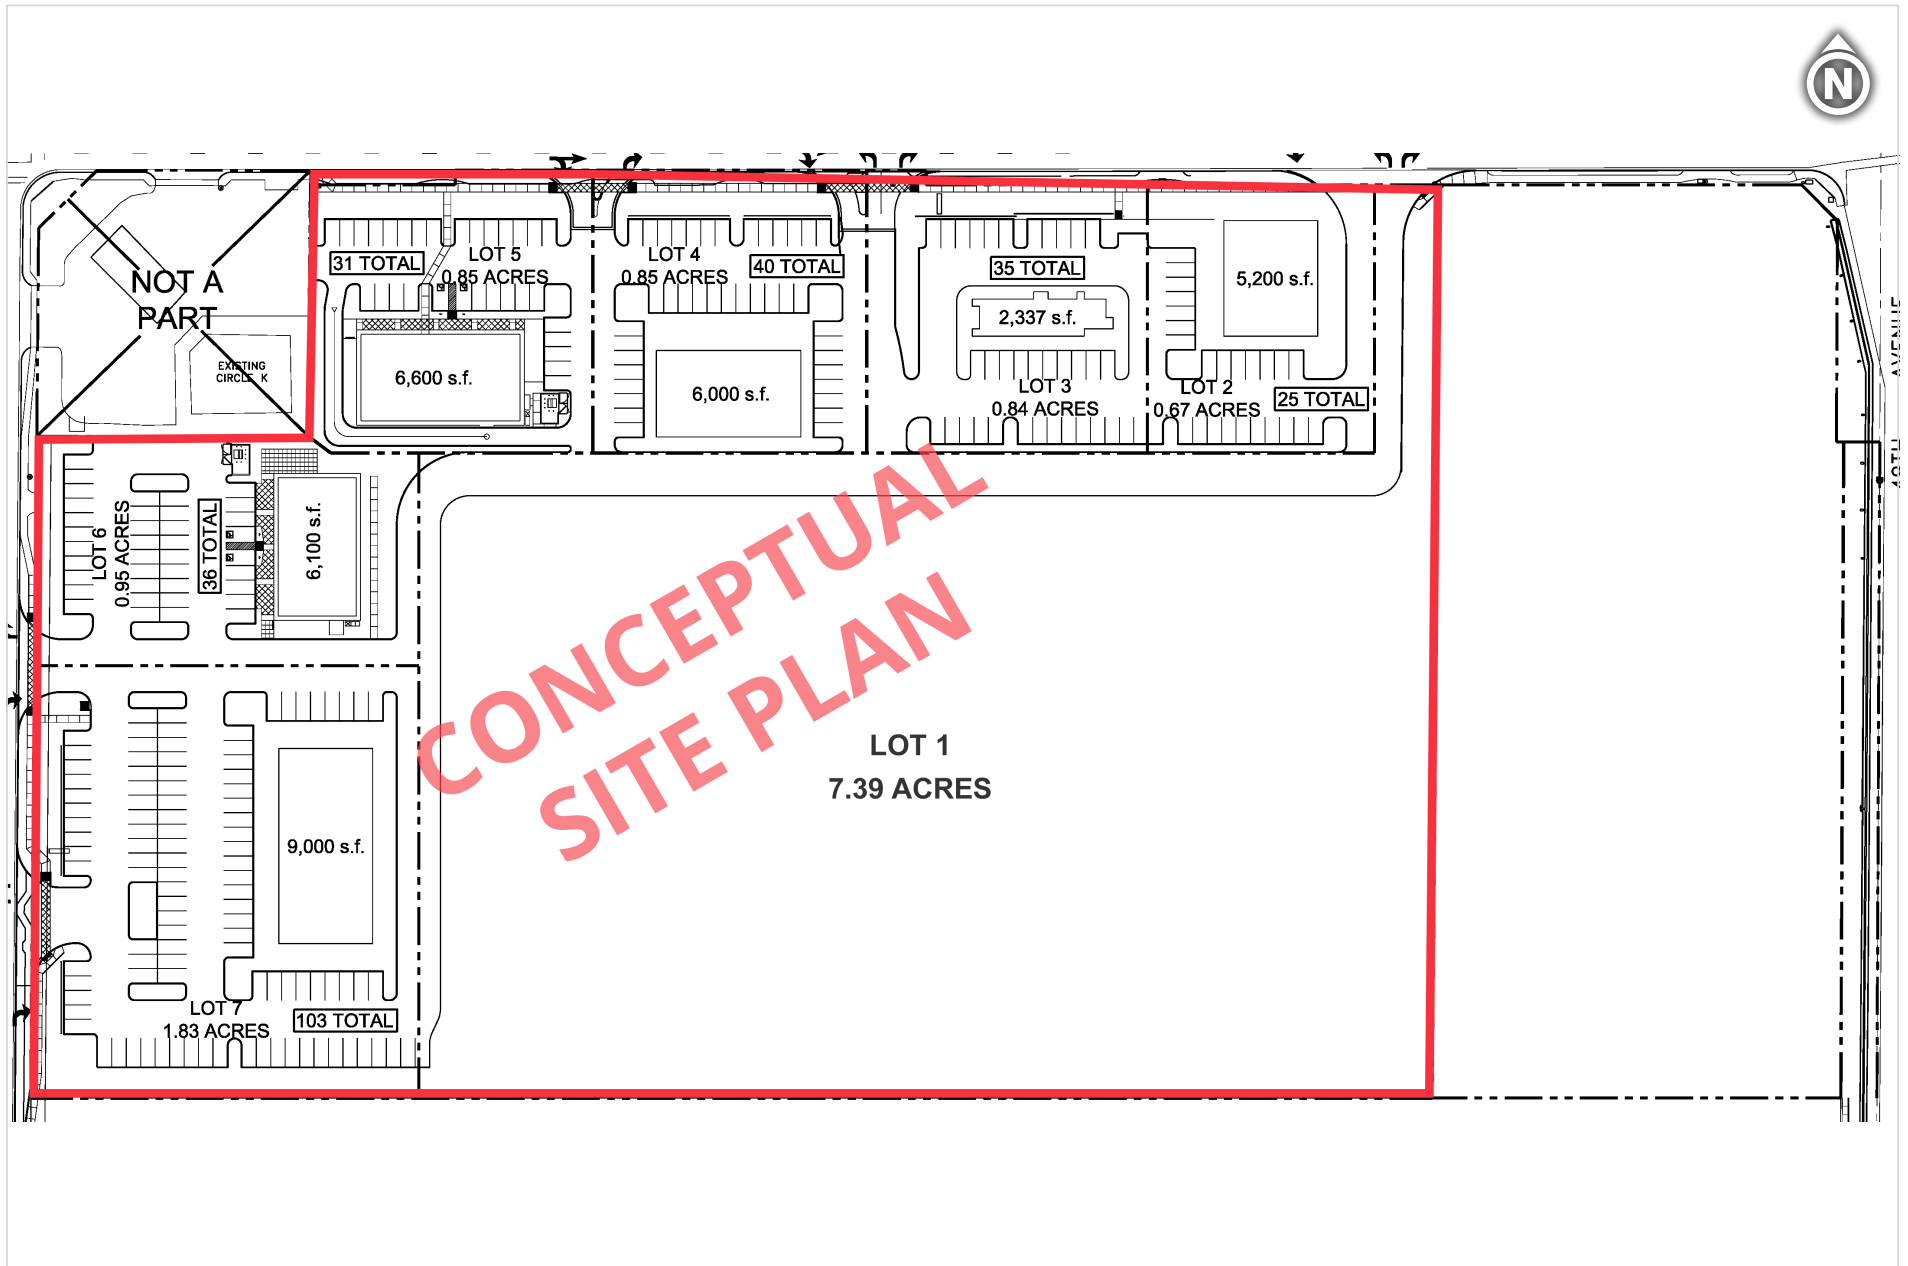 N
NOT A
PART
EXISTING
CIRCLE K
31 TOTAL
LOT 5
0.85 ACRES
6,600 s.f.
LOT 4
0.85 ACRES
40 TOTAL
6,000 s.f.
35 TOTAL
2,337 s.f.
LOT 3
0.84 ACRES
5,200 s.f.
LOT 2
0.67 ACRES
25 TOTAL
AVENUE
LOT 6
0.95 ACRES
36 TOTAL
6,100 s.f.
CONCEPTUAL
SITE PLAN
LOT 1
7.39 ACRES
9,000 s.f.
LOT 7
1.83 ACRES
103 TOTAL